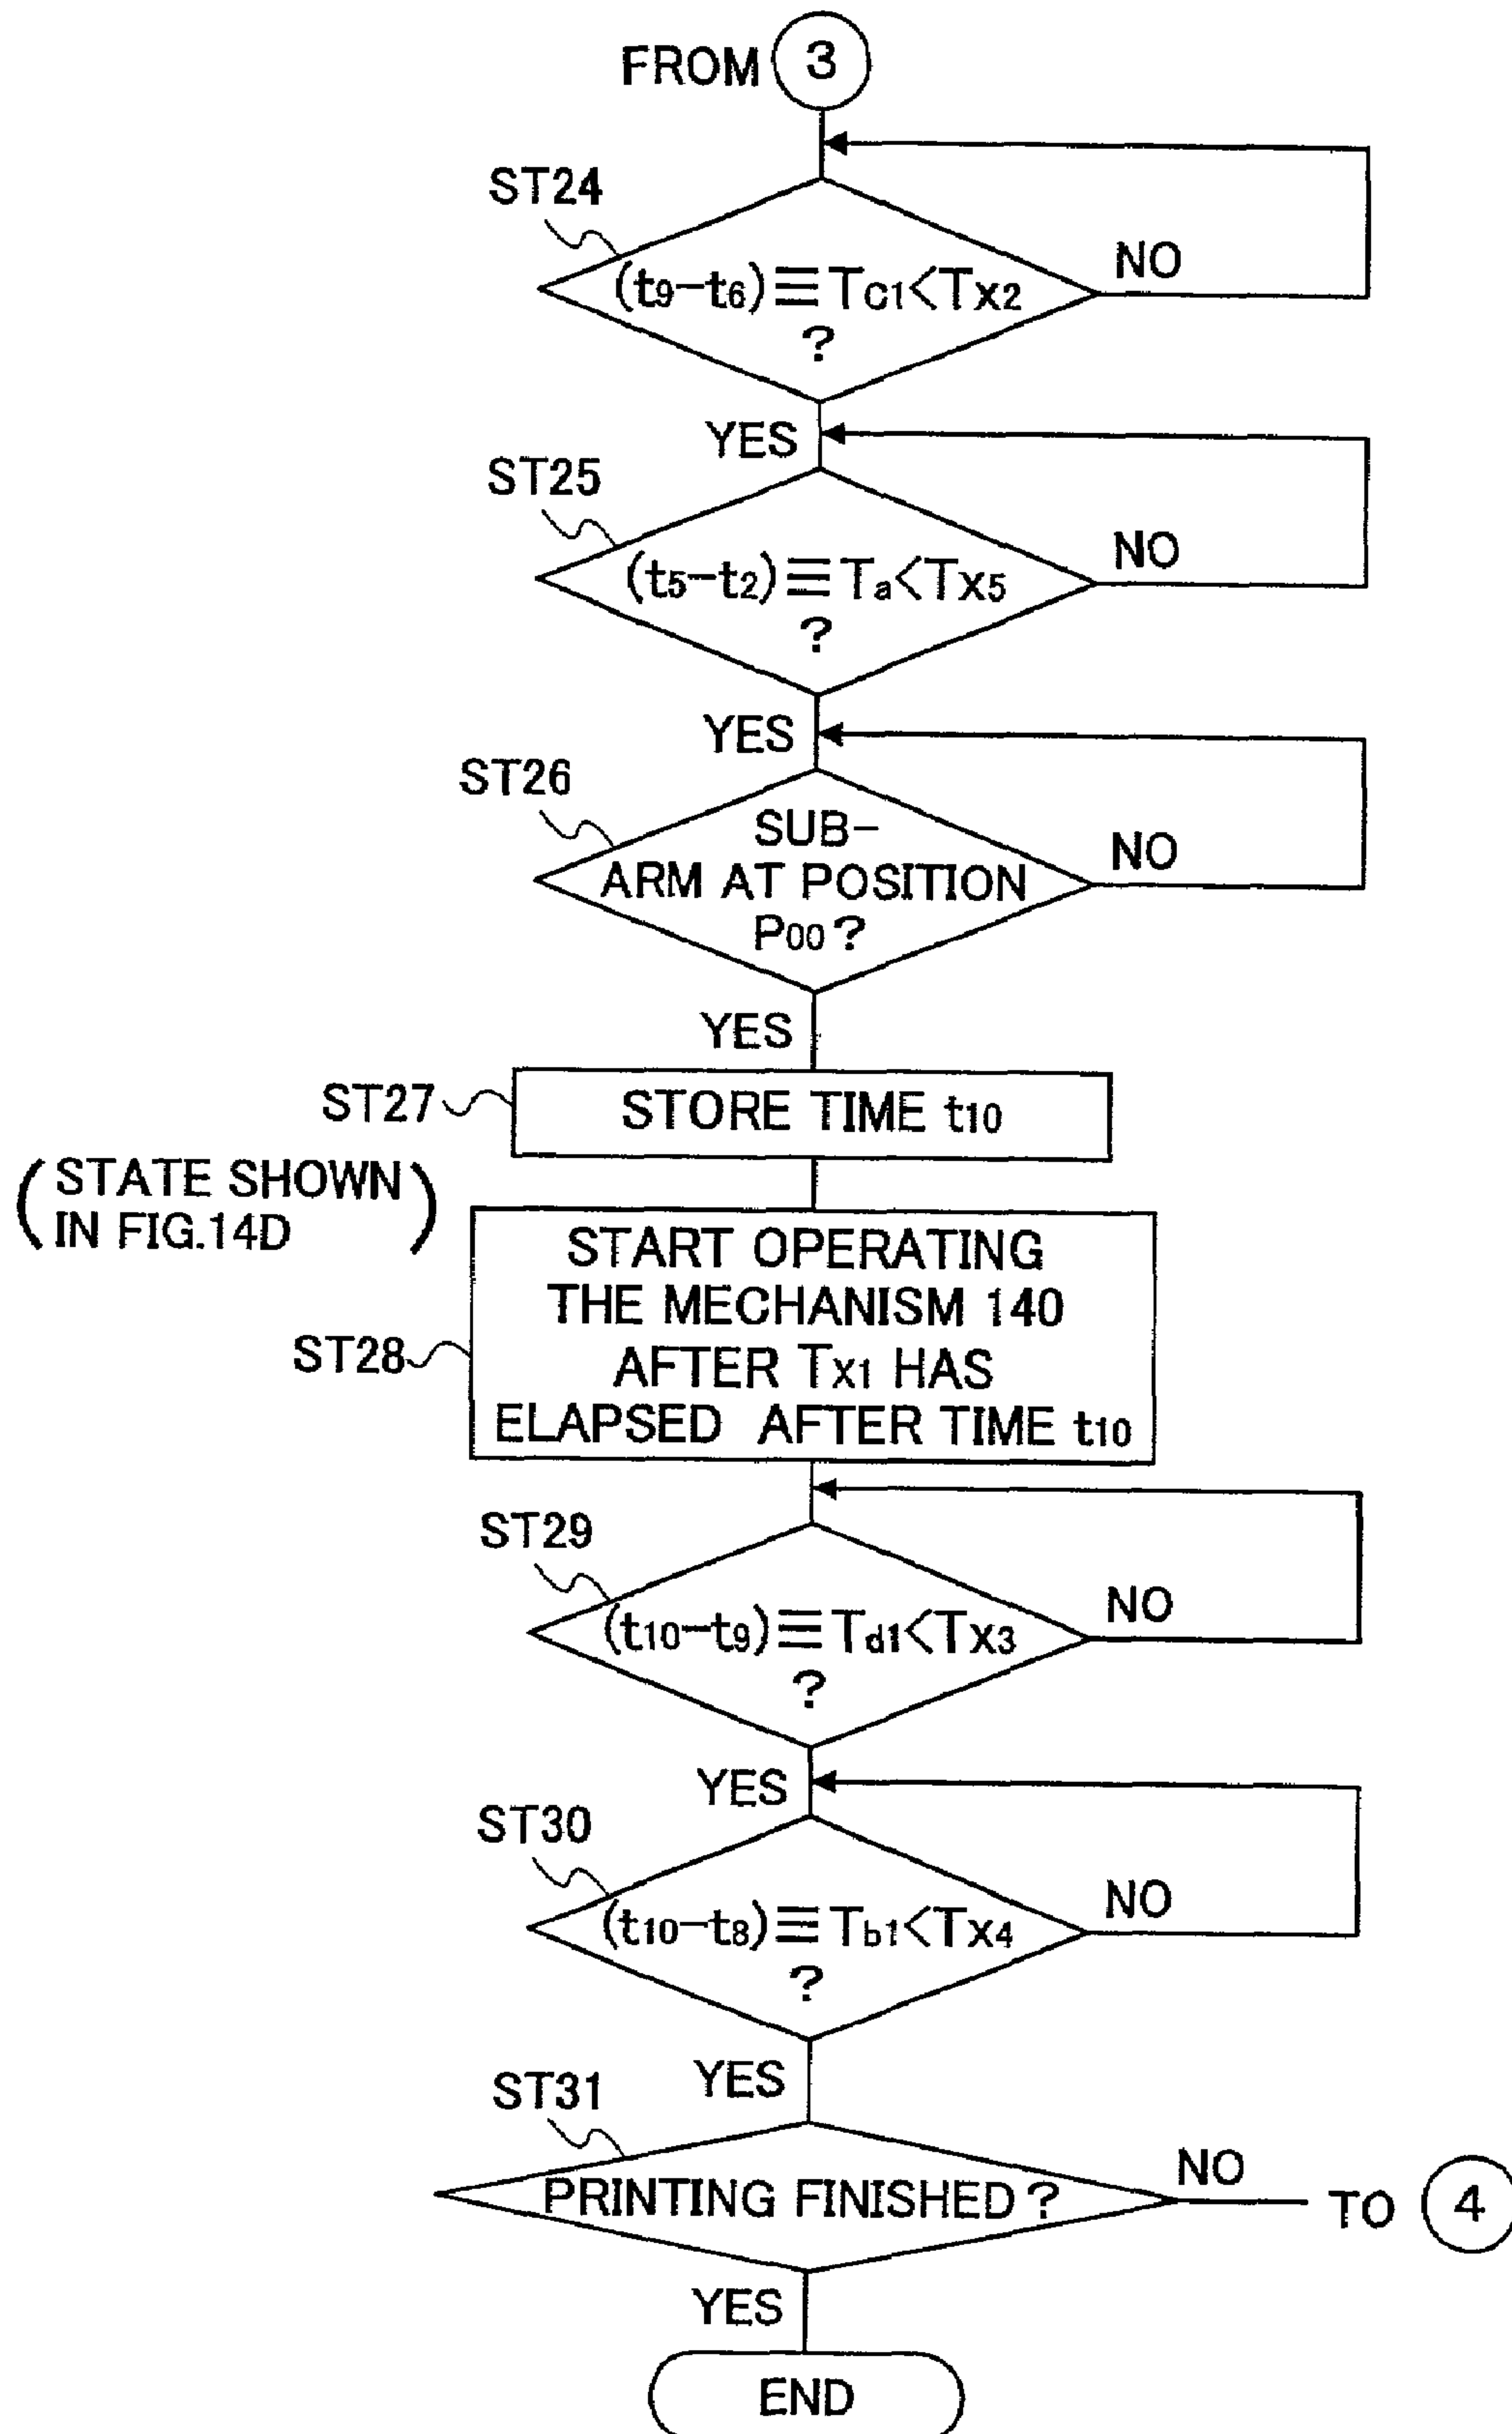 FROM 3
ST24
(t9-t6)≡TC1<TX2
?
NO
YES
ST25
(t5-t2)≡Ta<TX5
?
NO
YES
ST26
SUB-
ARM AT POSITION
P00?
NO
YES
ST27
STORE TIME t10
(STATE SHOWN
IN FIG.14D)
ST28
START OPERATING
THE MECHANISM 140
AFTER TX1 HAS
ELAPSED AFTER TIME t10
ST29
(t10-t9)≡Td1<TX3
?
NO
YES
ST30
(t10-t8)≡Tb1<TX4
?
NO
YES
ST31
PRINTING FINISHED?
NO
TO 4
YES
END